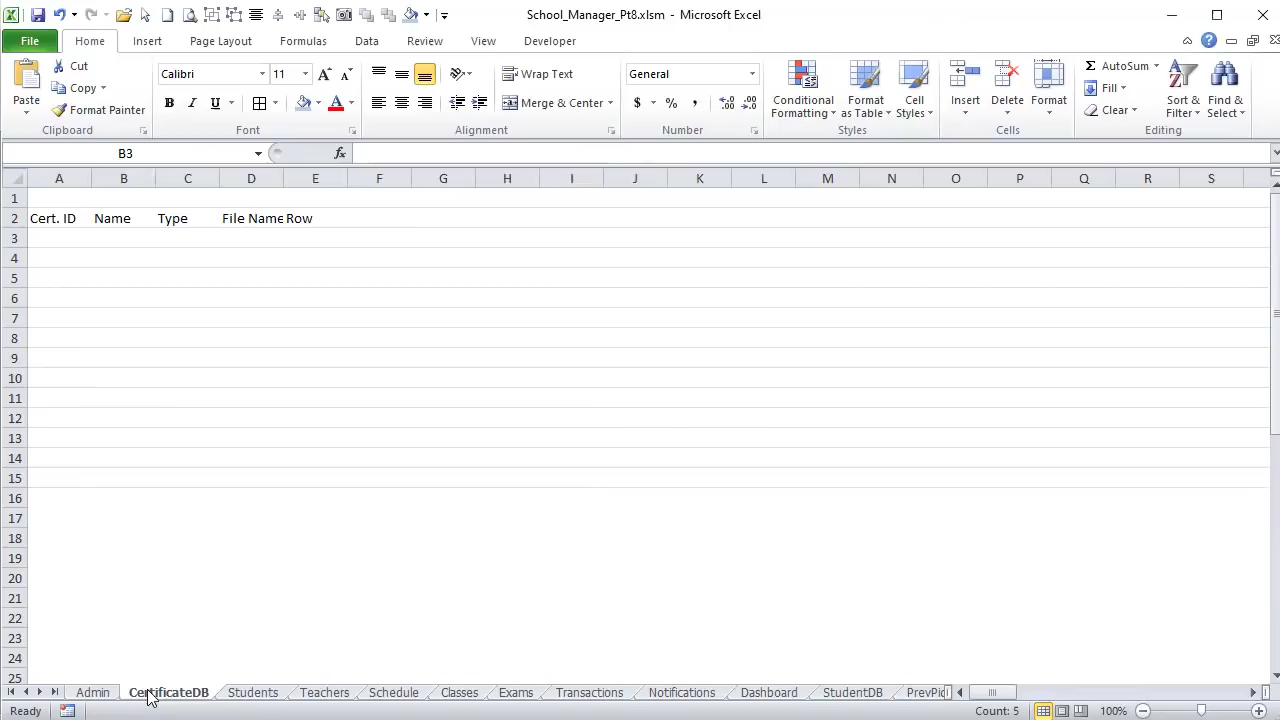 School_Manager_Pt8.xlsm - Microsoft Excel
File Home Insert Page Layout Formulas Data Review View Developer
Paste
Cut
Copy
Format Painter
Clipboard
Calibri 11
B I U A
Font
Wrap Text
Merge & Center
Alignment
General
$ % ,
Number
Conditional Formatting
Format as Table
Cell Styles
Styles
Insert Delete Format
Cells
AutoSum
Fill
Clear
Sort & Filter
Find & Select
Editing
B3 fx
A B C D E F G H I J K L M N O P Q R S
1
2 Cert. ID Name Type File Name Row
3
4
5
6
7
8
9
10
11
12
13
14
15
16
17
18
19
20
21
22
23
24
25
Admin CertificateDB Students Teachers Schedule Classes Exams Transactions Notifications Dashboard StudentDB PrevPic
Ready Count: 5 100%